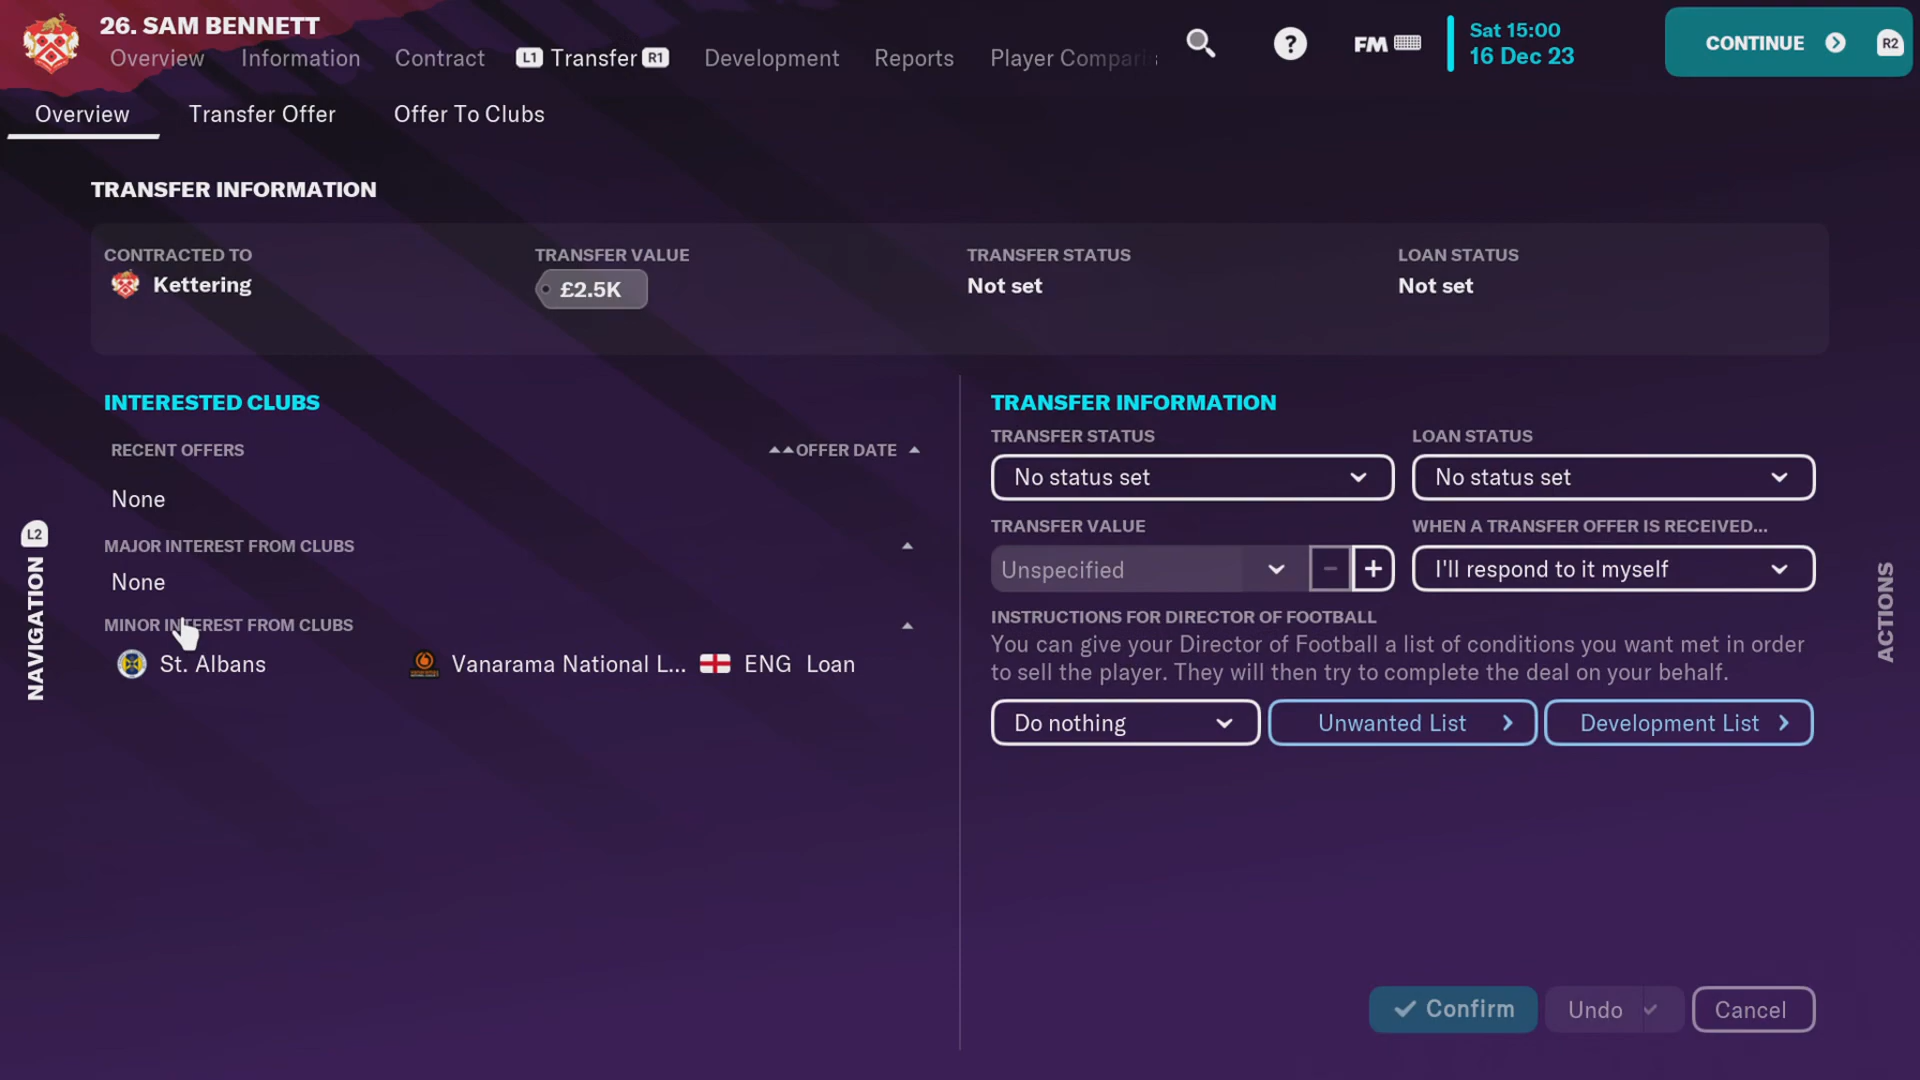 26. SAM BENNETT
Overview Information Contract L1 Transfer R1 Development Reports Player Compari
FM
Sat 15:00
16 Dec 23
CONTINUE R2
Overview Transfer Offer Offer To Clubs
TRANSFER INFORMATION
CONTRACTED TO TRANSFER VALUE TRANSFER STATUS LOAN STATUS
Kettering £2.5K Not set Not set
INTERESTED CLUBS
RECENT OFFERS OFFER DATE
None
MAJOR INTEREST FROM CLUBS
None
MINOR INTEREST FROM CLUBS
St. Albans Vanarama National L... ENG Loan
TRANSFER INFORMATION
TRANSFER STATUS LOAN STATUS
No status set No status set
TRANSFER VALUE WHEN A TRANSFER OFFER IS RECEIVED...
Unspecified - + I'll respond to it myself
INSTRUCTIONS FOR DIRECTOR OF FOOTBALL
You can give your Director of Football a list of conditions you want met in order
to sell the player. They will then try to complete the deal on your behalf.
Do nothing Unwanted List Development List
Confirm Undo Cancel
L2
NAVIGATION
ACTIONS